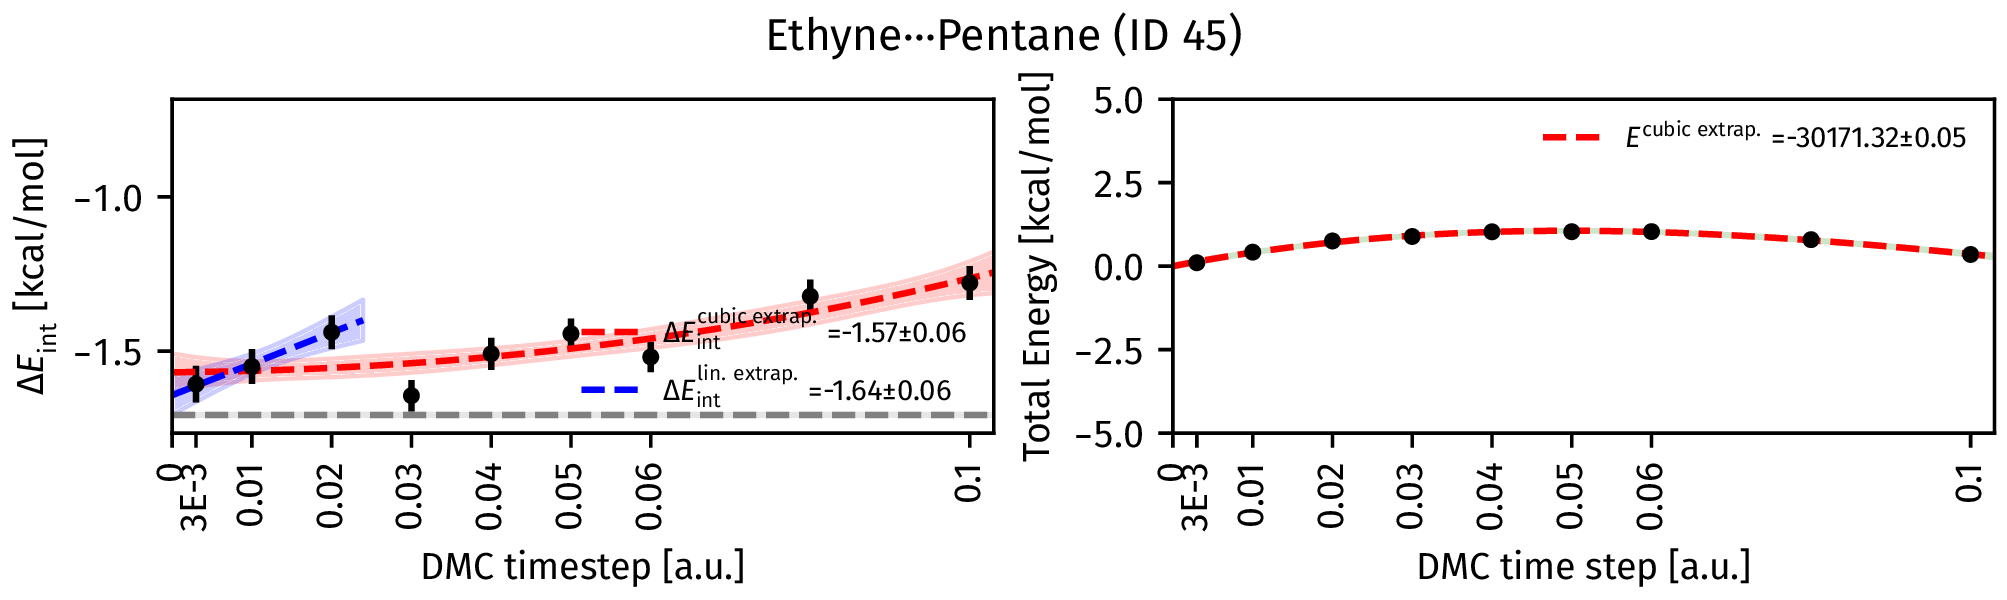 Ethyne···Pentane (ID 45)
ΔE_int [kcal/mol]
−1.0
−1.5
ΔE_int^cubic extrap. =-1.57±0.06
ΔE_int^lin. extrap. =-1.64±0.06
0
3E-3
0.01
0.02
0.03
0.04
0.05
0.06
0.1
DMC timestep [a.u.]
Total Energy [kcal/mol]
5.0
2.5
0.0
−2.5
−5.0
E^cubic extrap. =-30171.32±0.05
0
3E-3
0.01
0.02
0.03
0.04
0.05
0.06
0.1
DMC time step [a.u.]